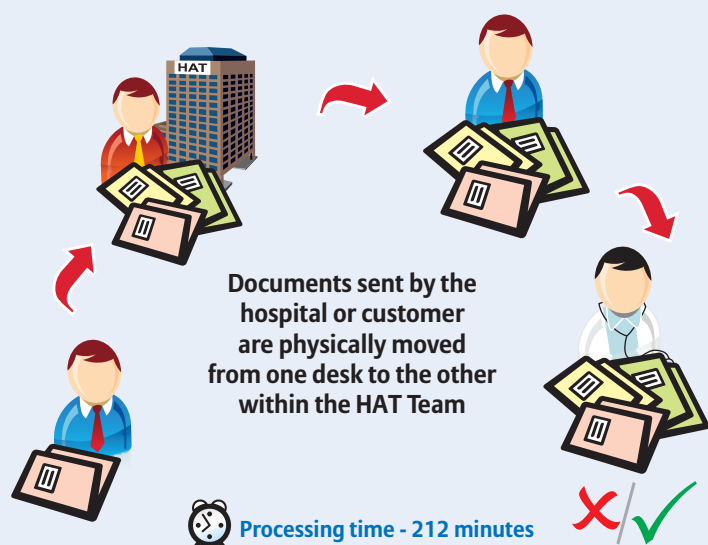 HAT
Documents sent by the
hospital or customer
are physically moved
from one desk to the other
within the HAT Team
Processing time - 212 minutes